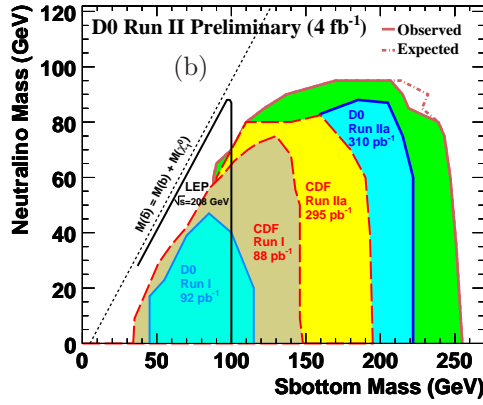 D0 Run II Preliminary (4 fb⁻¹)
Observed
Expected
(b)
Neutralino Mass (GeV)
120
100
80
60
40
20
0
M(b̃) = M(b) + M(χ̃⁰₁)
LEP
√s=208 GeV
D0
Run IIa
310 pb⁻¹
CDF
Run IIa
295 pb⁻¹
CDF
Run I
88 pb⁻¹
D0
Run I
92 pb⁻¹
0 50 100 150 200 250
Sbottom Mass (GeV)